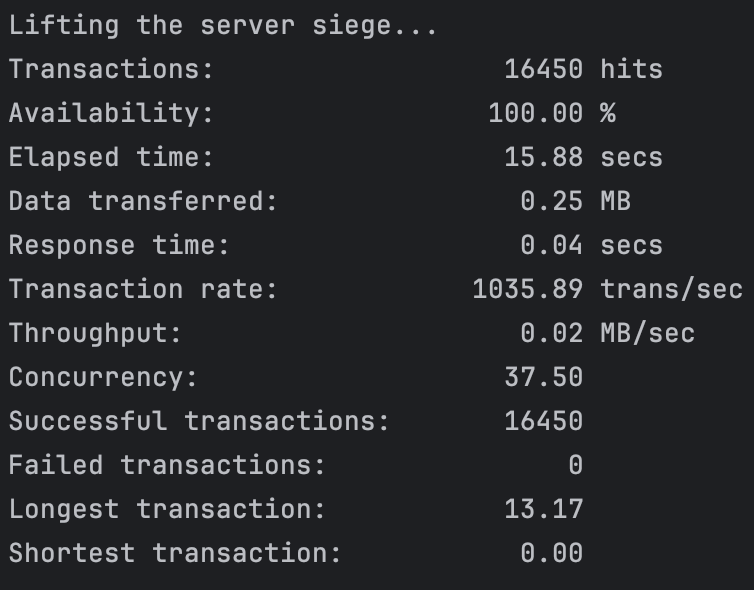 Lifting the server siege...
Transactions: 16450 hits
Availability: 100.00 %
Elapsed time: 15.88 secs
Data transferred: 0.25 MB
Response time: 0.04 secs
Transaction rate: 1035.89 trans/sec
Throughput: 0.02 MB/sec
Concurrency: 37.50
Successful transactions: 16450
Failed transactions: 0
Longest transaction: 13.17
Shortest transaction: 0.00